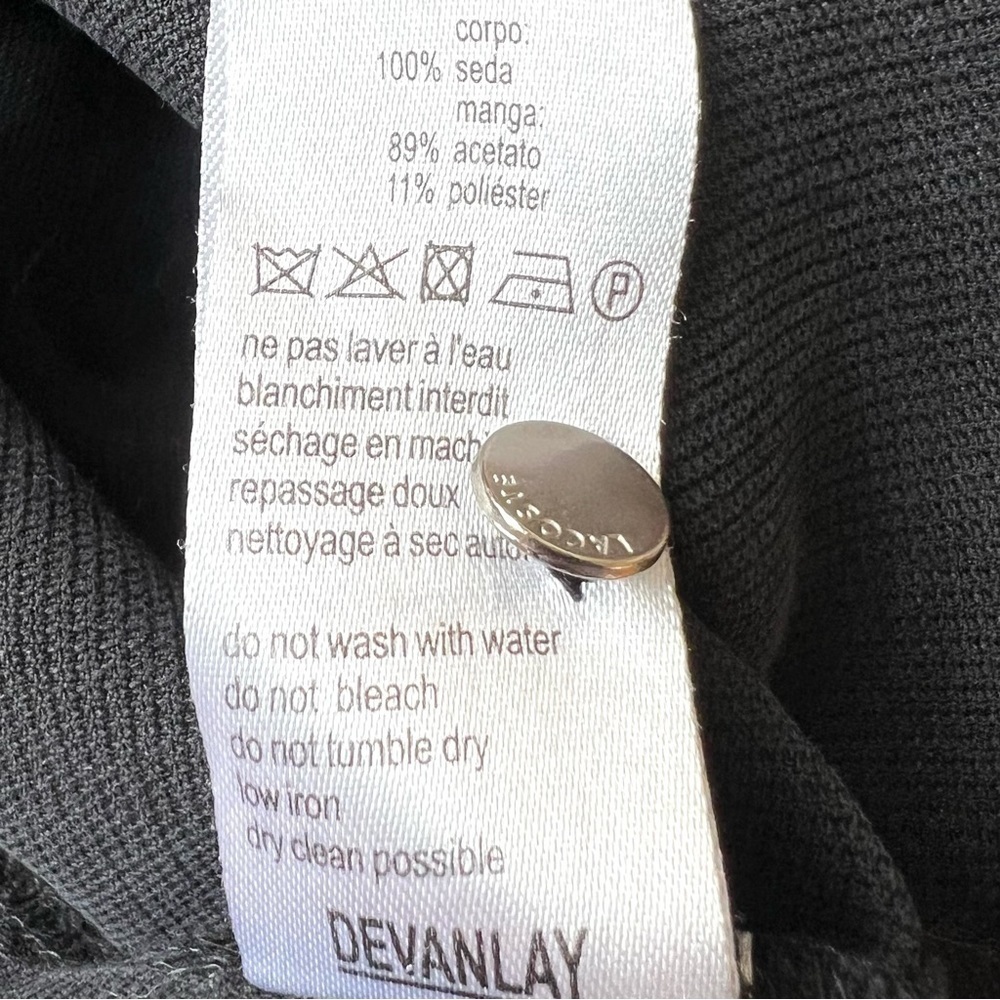 corpo:
100% seda
manga:
89% acetato
11% poliéster
P
ne pas laver à l'eau
blanchiment interdit
séchage en
repassage doux
nettoyage à sec
LACOSTE
do not wash with water
do not bleach
do not tumble dry
low iron
dry clean possible
DEVANLAY